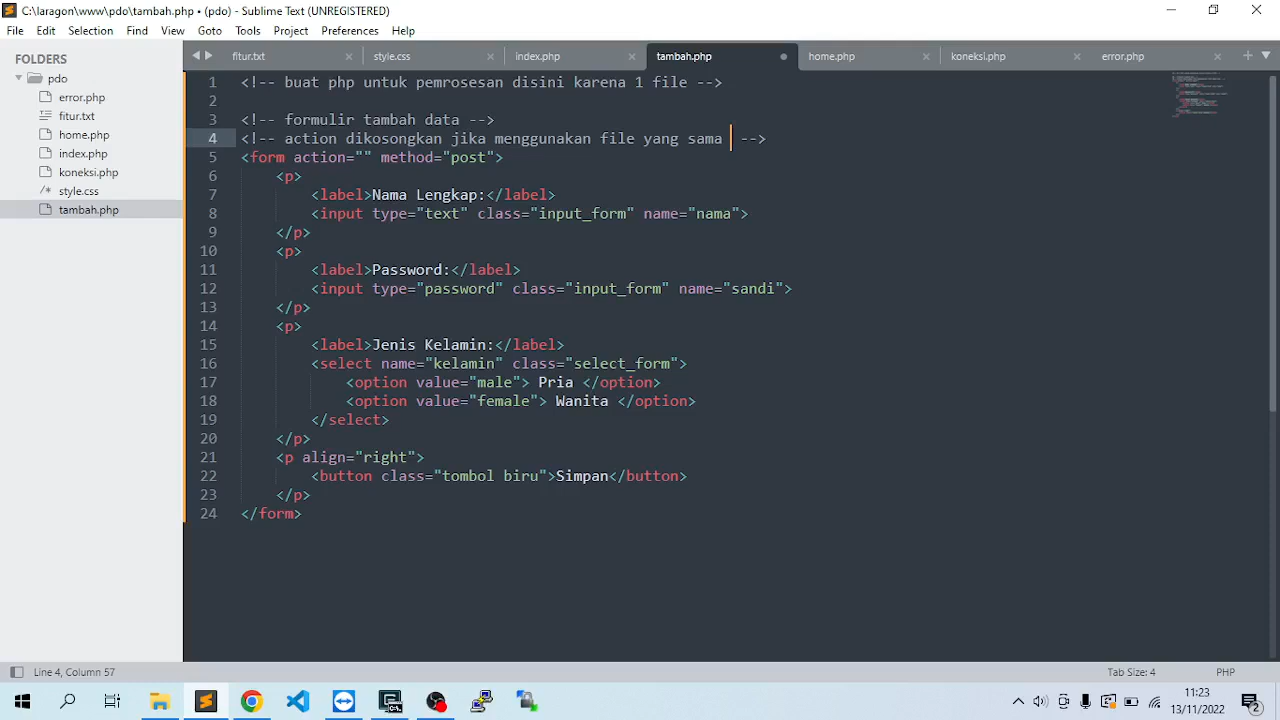 C:\laragon\www\pdo\tambah.php • (pdo) - Sublime Text (UNREGISTERED)
File Edit Selection Find View Goto Tools Project Preferences Help
FOLDERS
pdo
error.php
fitur.txt
home.php
index.php
koneksi.php
style.css
tambah.php
fitur.txt style.css index.php tambah.php home.php koneksi.php error.php
1 <!-- buat php untuk pemrosesan disini karena 1 file -->
2
3 <!-- formulir tambah data -->
4 <!-- action dikosongkan jika menggunakan file yang sama  -->
5 <form action="" method="post">
6 <p>
7 <label>Nama Lengkap:</label>
8 <input type="text" class="input_form" name="nama">
9 </p>
10 <p>
11 <label>Password:</label>
12 <input type="password" class="input_form" name="sandi">
13 </p>
14 <p>
15 <label>Jenis Kelamin:</label>
16 <select name="kelamin" class="select_form">
17 <option value="male"> Pria </option>
18 <option value="female"> Wanita </option>
19 </select>
20 </p>
21 <p align="right">
22 <button class="tombol biru">Simpan</button>
23 </p>
24 </form>
Line 4, Column 57 Tab Size: 4 PHP
11:23
13/11/2022
2